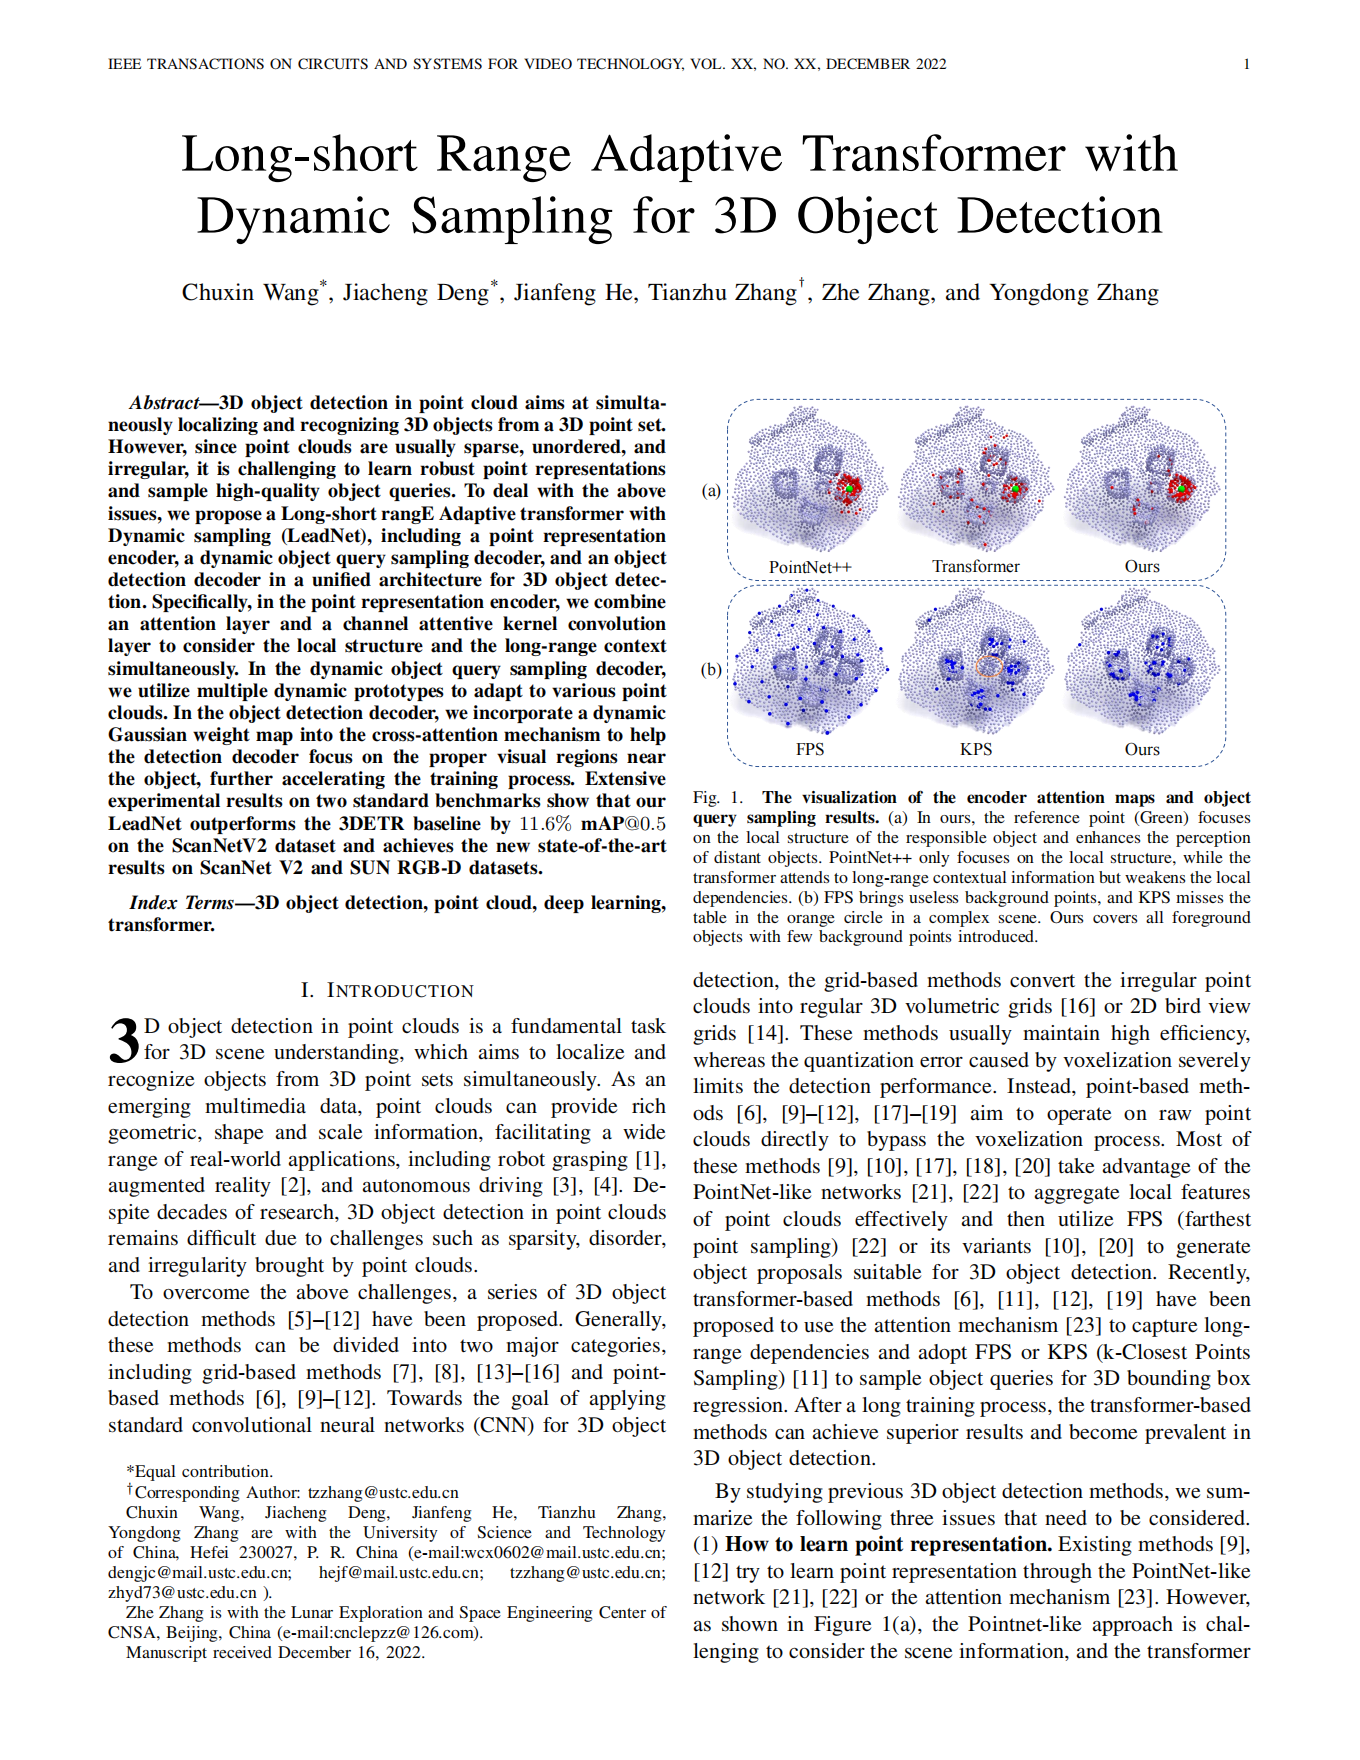 IEEE TRANSACTIONS ON CIRCUITS AND SYSTEMS FOR VIDEO TECHNOLOGY, VOL. XX, NO. XX, DECEMBER 2022 1
Long-short Range Adaptive Transformer with
Dynamic Sampling for 3D Object Detection
Chuxin Wang*, Jiacheng Deng*, Jianfeng He, Tianzhu Zhang†, Zhe Zhang, and Yongdong Zhang
Abstract—3D object detection in point cloud aims at simulta-
neously localizing and recognizing 3D objects from a 3D point set.
However, since point clouds are usually sparse, unordered, and
irregular, it is challenging to learn robust point representations
and sample high-quality object queries. To deal with the above
issues, we propose a Long-short rangE Adaptive transformer with
Dynamic sampling (LeadNet), including a point representation
encoder, a dynamic object query sampling decoder, and an object
detection decoder in a unified architecture for 3D object detec-
tion. Specifically, in the point representation encoder, we combine
an attention layer and a channel attentive kernel convolution
layer to consider the local structure and the long-range context
simultaneously. In the dynamic object query sampling decoder,
we utilize multiple dynamic prototypes to adapt to various point
clouds. In the object detection decoder, we incorporate a dynamic
Gaussian weight map into the cross-attention mechanism to help
the detection decoder focus on the proper visual regions near
the object, further accelerating the training process. Extensive
experimental results on two standard benchmarks show that our
LeadNet outperforms the 3DETR baseline by 11.6% mAP@0.5
on the ScanNetV2 dataset and achieves the new state-of-the-art
results on ScanNet V2 and SUN RGB-D datasets.
Index Terms—3D object detection, point cloud, deep learning,
transformer.
I. INTRODUCTION
3D object detection in point clouds is a fundamental task
for 3D scene understanding, which aims to localize and
recognize objects from 3D point sets simultaneously. As an
emerging multimedia data, point clouds can provide rich
geometric, shape and scale information, facilitating a wide
range of real-world applications, including robot grasping [1],
augmented reality [2], and autonomous driving [3], [4]. De-
spite decades of research, 3D object detection in point clouds
remains difficult due to challenges such as sparsity, disorder,
and irregularity brought by point clouds.
To overcome the above challenges, a series of 3D object
detection methods [5]–[12] have been proposed. Generally,
these methods can be divided into two major categories,
including grid-based methods [7], [8], [13]–[16] and point-
based methods [6], [9]–[12]. Towards the goal of applying
standard convolutional neural networks (CNN) for 3D object
*Equal contribution.
†Corresponding Author: tzzhang@ustc.edu.cn
Chuxin Wang, Jiacheng Deng, Jianfeng He, Tianzhu Zhang,
Yongdong Zhang are with the University of Science and Technology
of China, Hefei 230027, P. R. China (e-mail:wcx0602@mail.ustc.edu.cn;
dengjc@mail.ustc.edu.cn; hejf@mail.ustc.edu.cn; tzzhang@ustc.edu.cn;
zhyd73@ustc.edu.cn ).
Zhe Zhang is with the Lunar Exploration and Space Engineering Center of
CNSA, Beijing, China (e-mail:cnclepzz@126.com).
Manuscript received December 16, 2022.
(a)
PointNet++ Transformer Ours
(b)
FPS KPS Ours
Fig. 1. The visualization of the encoder attention maps and object
query sampling results. (a) In ours, the reference point (Green) focuses
on the local structure of the responsible object and enhances the perception
of distant objects. PointNet++ only focuses on the local structure, while the
transformer attends to long-range contextual information but weakens the local
dependencies. (b) FPS brings useless background points, and KPS misses the
table in the orange circle in a complex scene. Ours covers all foreground
objects with few background points introduced.
detection, the grid-based methods convert the irregular point
clouds into regular 3D volumetric grids [16] or 2D bird view
grids [14]. These methods usually maintain high efficiency,
whereas the quantization error caused by voxelization severely
limits the detection performance. Instead, point-based meth-
ods [6], [9]–[12], [17]–[19] aim to operate on raw point
clouds directly to bypass the voxelization process. Most of
these methods [9], [10], [17], [18], [20] take advantage of the
PointNet-like networks [21], [22] to aggregate local features
of point clouds effectively and then utilize FPS (farthest
point sampling) [22] or its variants [10], [20] to generate
object proposals suitable for 3D object detection. Recently,
transformer-based methods [6], [11], [12], [19] have been
proposed to use the attention mechanism [23] to capture long-
range dependencies and adopt FPS or KPS (k-Closest Points
Sampling) [11] to sample object queries for 3D bounding box
regression. After a long training process, the transformer-based
methods can achieve superior results and become prevalent in
3D object detection.
By studying previous 3D object detection methods, we sum-
marize the following three issues that need to be considered.
(1) How to learn point representation. Existing methods [9],
[12] try to learn point representation through the PointNet-like
network [21], [22] or the attention mechanism [23]. However,
as shown in Figure 1(a), the Pointnet-like approach is chal-
lenging to consider the scene information, and the transformer